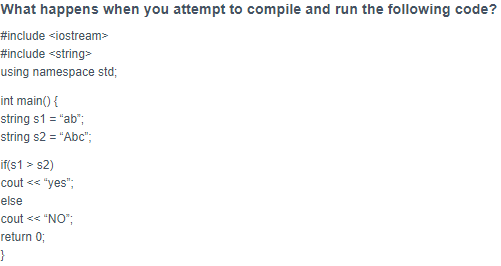 What happens when you attempt to compile and run the following code?
#include <iostream>
#include <string>
using namespace std;
int main() {
string s1 = “ab”;
string s2 = “Abc”;
if(s1 > s2)
cout << “yes”;
else
cout << “NO”;
return 0;
}